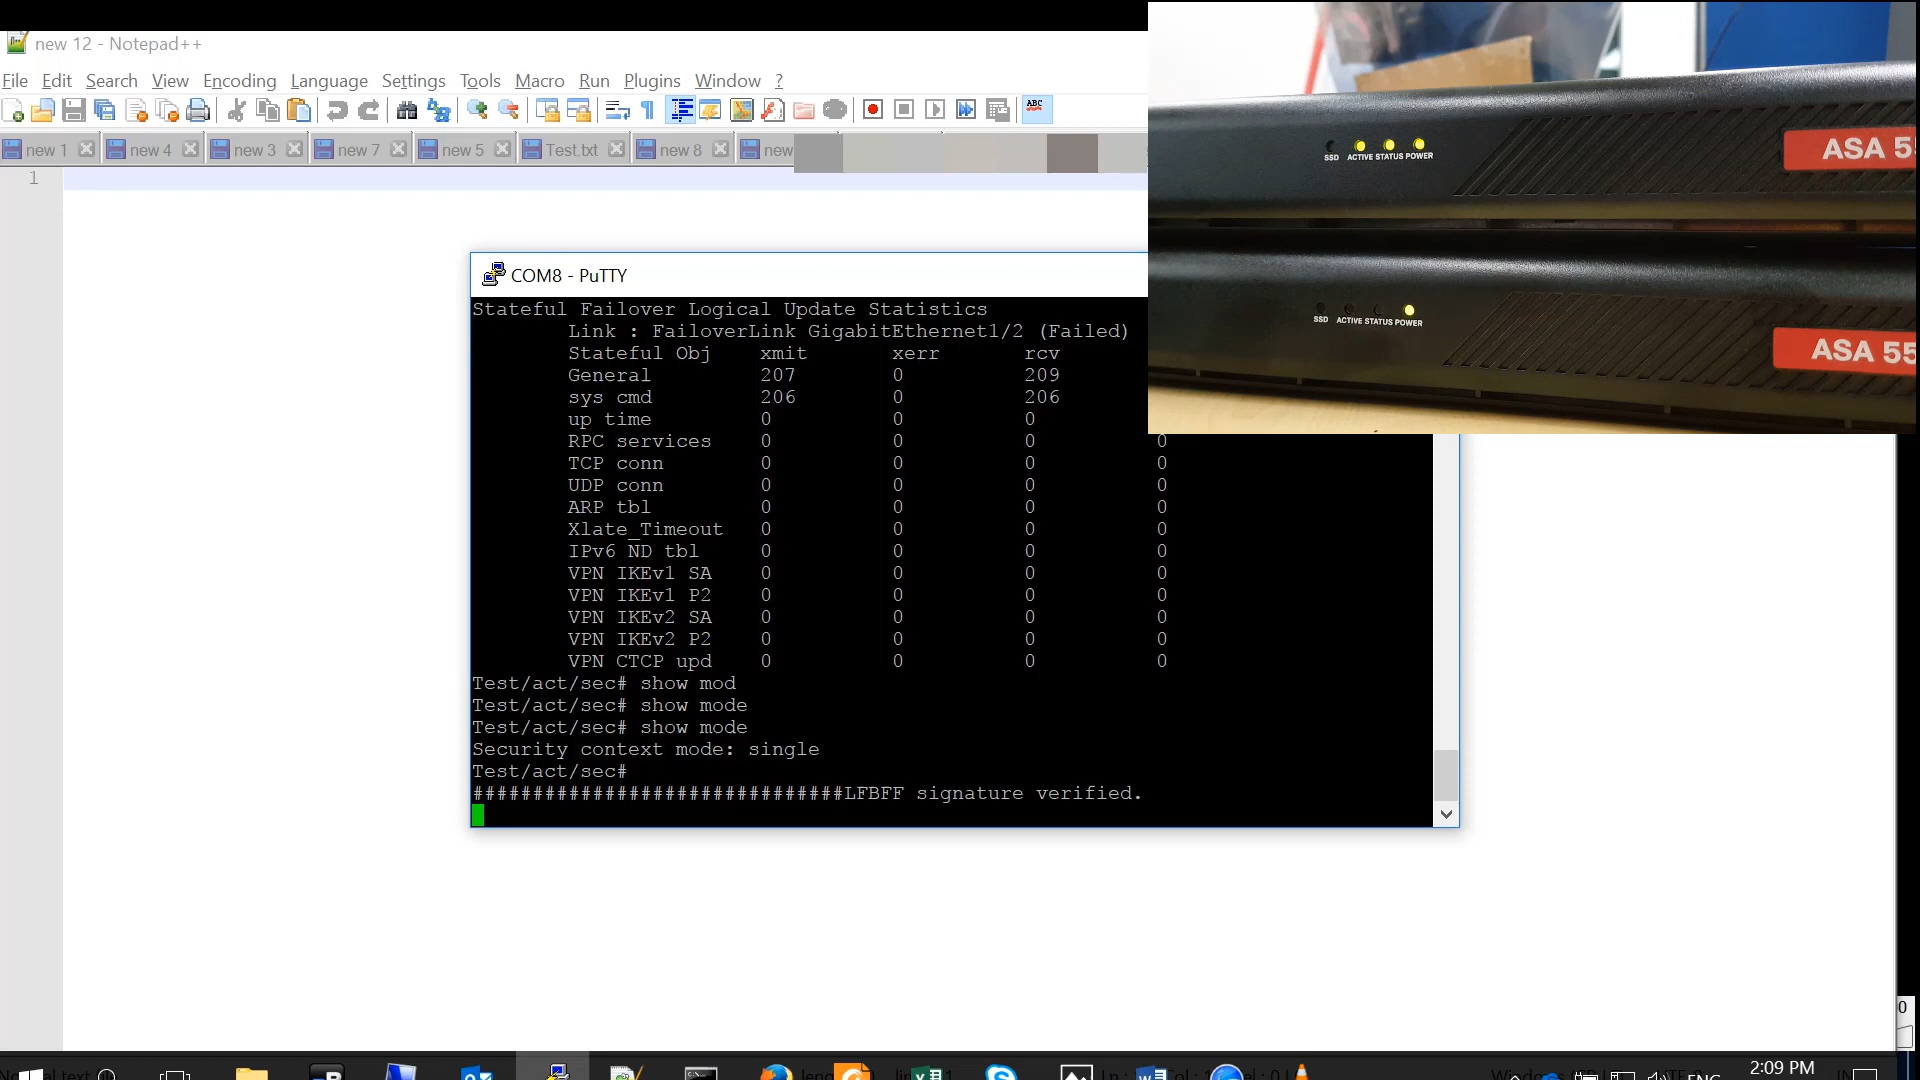 new 12 - Notepad++
File Edit Search View Encoding Language Settings Tools Macro Run Plugins Window ?
ABC
new 1 new 4 new 3 new 7 new 5 Test.txt new 8 new
1
SSD ACTIVE STATUS POWER
ASA 5
SSD ACTIVE STATUS POWER
ASA 55
COM8 - PuTTY
Stateful Failover Logical Update Statistics
Link : FailoverLink GigabitEthernet1/2 (Failed)
Stateful Obj xmit xerr rcv
General 207 0 209
sys cmd 206 0 206
up time 0 0 0
RPC services 0 0 0 0
TCP conn 0 0 0 0
UDP conn 0 0 0 0
ARP tbl 0 0 0 0
Xlate_Timeout 0 0 0 0
IPv6 ND tbl 0 0 0 0
VPN IKEv1 SA 0 0 0 0
VPN IKEv1 P2 0 0 0 0
VPN IKEv2 SA 0 0 0 0
VPN IKEv2 P2 0 0 0 0
VPN CTCP upd 0 0 0 0
Test/act/sec# show mod
Test/act/sec# show mode
Test/act/sec# show mode
Security context mode: single
Test/act/sec#
###############################LFBFF signature verified.
0
2:09 PM